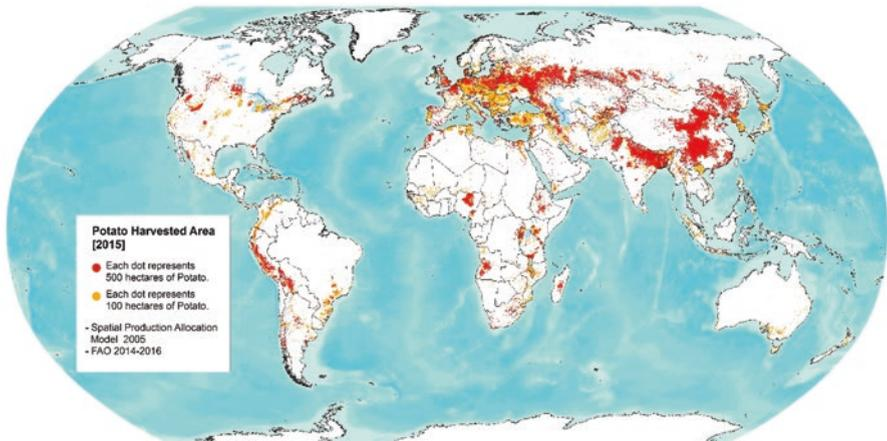 Potato Harvested Area
[2015]
Each dot represents
500 hectares of Potato.
Each dot represents
100 hectares of Potato.
- Spatial Production Allocation
Model 2005
- FAO 2014-2016